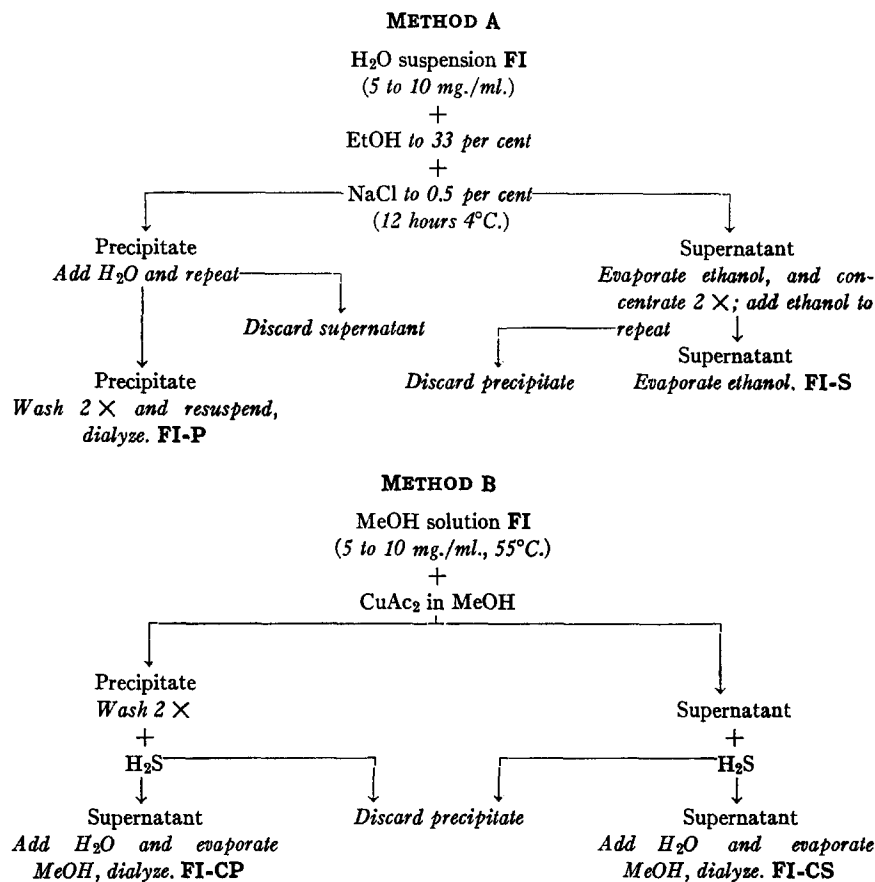 METHOD A
H₂O suspension FI
(5 to 10 mg./ml.)
+
EtOH to 33 per cent
+
NaCl to 0.5 per cent
(12 hours 4°C.)
Precipitate
Add H₂O and repeat
Discard supernatant
Precipitate
Wash 2 × and resuspend,
dialyze. FI-P
Supernatant
Evaporate ethanol, and con-
centrate 2 ×; add ethanol to
repeat
Discard precipitate
Supernatant
Evaporate ethanol. FI-S
METHOD B
MeOH solution FI
(5 to 10 mg./ml., 55°C.)
+
CuAc₂ in MeOH
Precipitate
Wash 2 ×
+
H₂S
Supernatant
Add H₂O and evaporate
MeOH, dialyze. FI-CP
Discard precipitate
Supernatant
+
H₂S
Supernatant
Add H₂O and evaporate
MeOH, dialyze. FI-CS